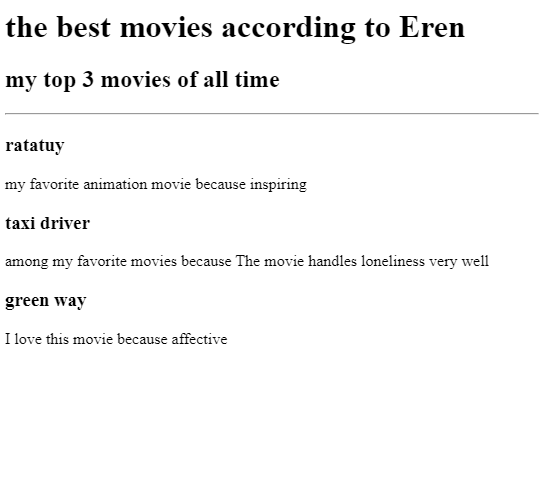 the best movies according to Eren
my top 3 movies of all time
ratatuy
my favorite animation movie because inspiring
taxi driver
among my favorite movies because The movie handles loneliness very well
green way
I love this movie because affective